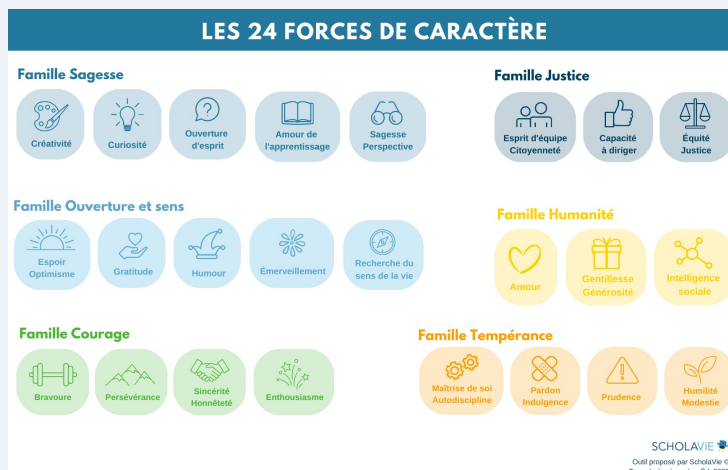 LES 24 FORCES DE CARACTÈRE
Famille Sagesse
Créativité
Curiosité
Ouverture
d'esprit
Amour de
l'apprentissage
Sagesse
Perspective
Famille Justice
Esprit d'équipe
Citoyenneté
Capacité
à diriger
Équité
Justice
Famille Ouverture et sens
Espoir
Optimisme
Gratitude
Humour
Émerveillement
Recherche du
sens de la vie
Famille Humanité
Amour
Gentillesse
Générosité
Intelligence
sociale
Famille Courage
Bravoure
Persévérance
Sincérité
Honnêteté
Enthousiasme
Famille Tempérance
Maîtrise de soi
Autodiscipline
Pardon
Indulgence
Prudence
Humilité
Modestie
SCHOLAVIE
Outil proposé par ScholaVie ©